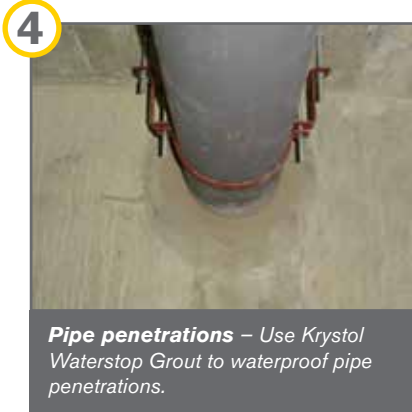 4
Pipe penetrations – Use Krystol
Waterstop Grout to waterproof pipe
penetrations.